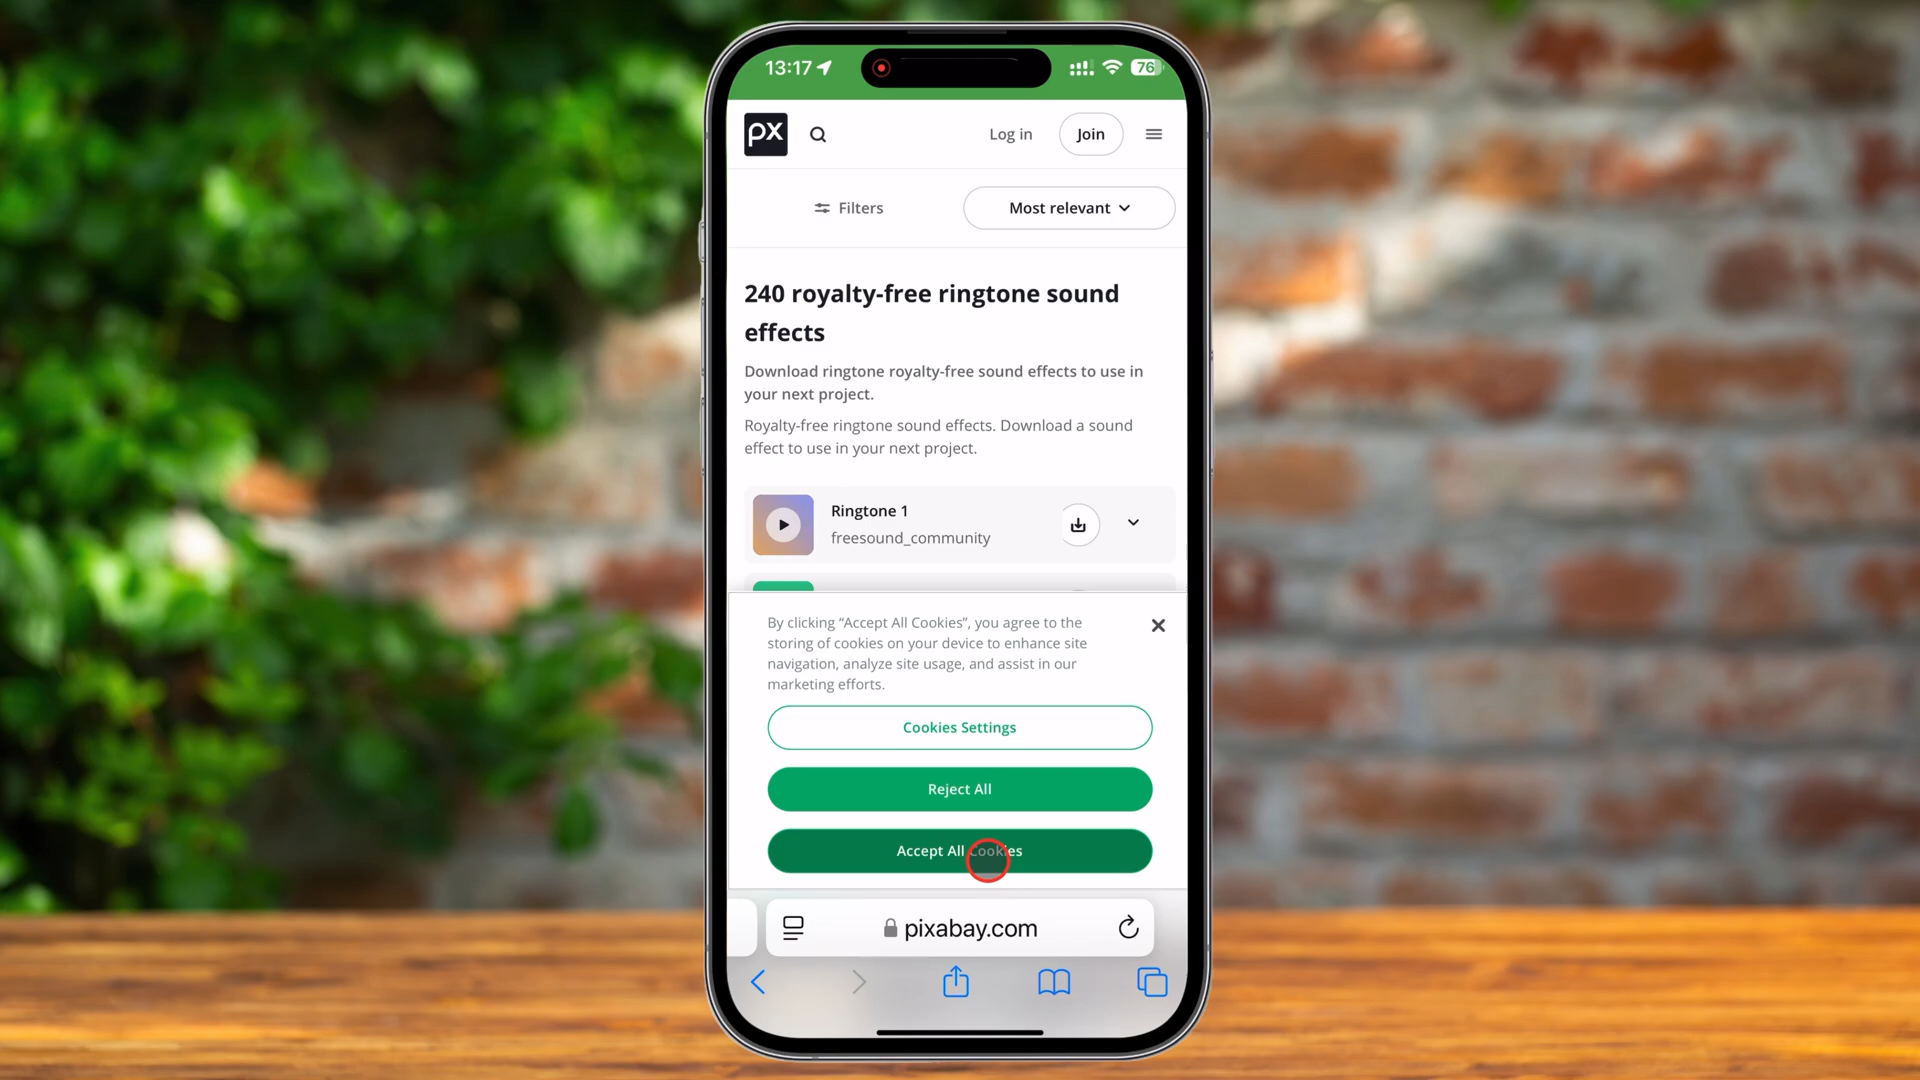 13:17
76
px
Log in
Join
Filters
Most relevant
240 royalty-free ringtone sound
effects
Download ringtone royalty-free sound effects to use in
your next project.
Royalty-free ringtone sound effects. Download a sound
effect to use in your next project.
Ringtone 1
freesound_community
By clicking “Accept All Cookies”, you agree to the
storing of cookies on your device to enhance site
navigation, analyze site usage, and assist in our
marketing efforts.
Cookies Settings
Reject All
Accept All Cookies
pixabay.com